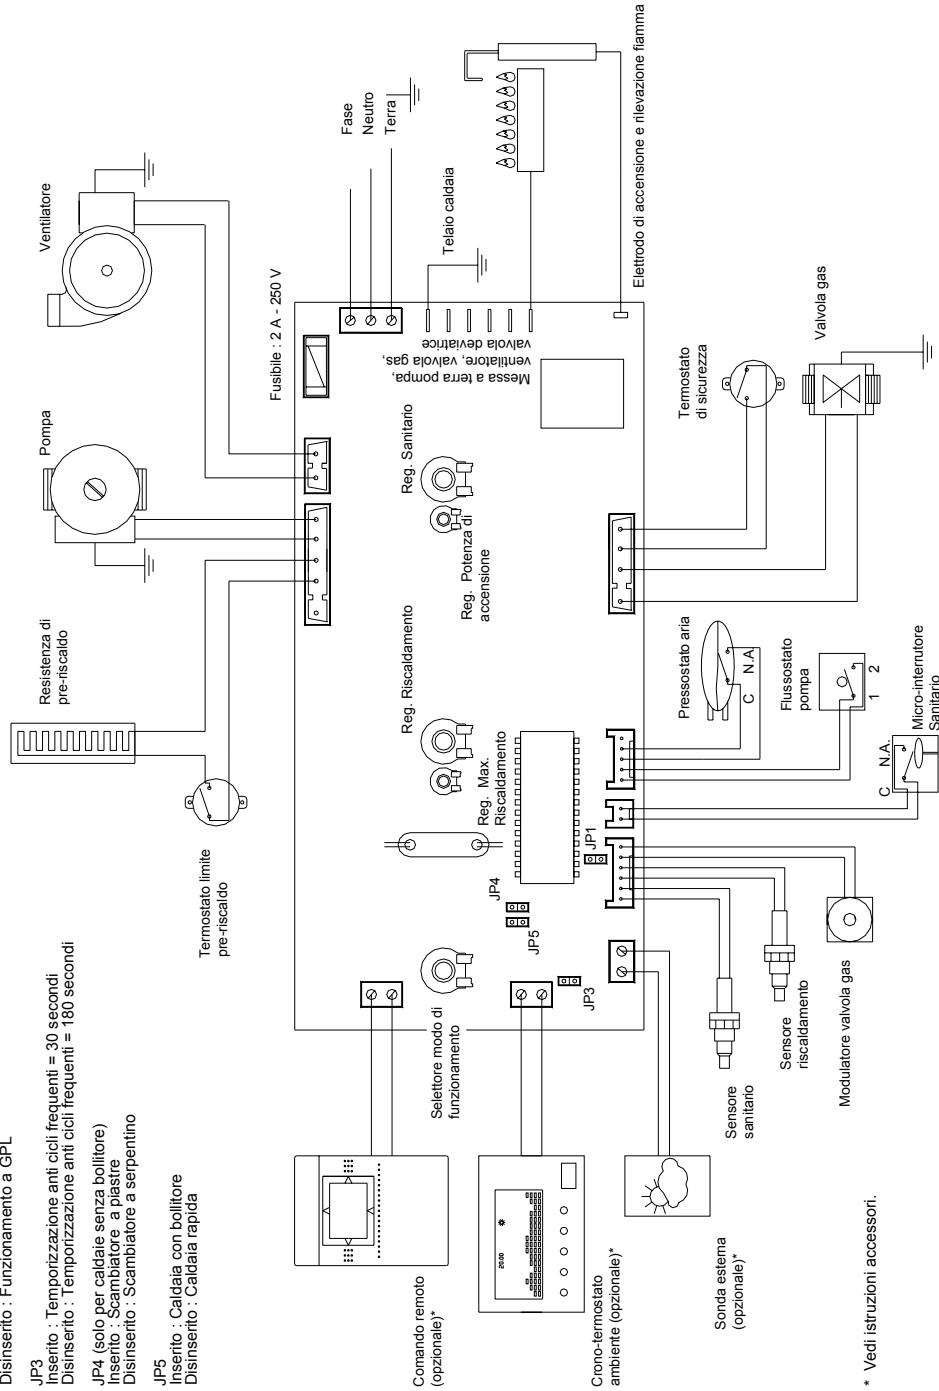 Disinserito : Funzionamento a GPL
JP3
Inserito : Temporizzazione anti cicli frequenti = 30 secondi
Disinserito : Temporizzazione anti cicli frequenti = 180 secondi
JP4 (solo per caldaie senza bollitore)
Inserito : Scambiatore a piastre
Disinserito : Scambiatore a serpentino
JP5
Inserito : Caldaia con bollitore
Disinserito : Caldaia rapida
Termostato limite
pre-riscaldo
Resistenza di
pre-riscaldo
Pompa
Ventilatore
Fusibile : 2 A - 250 V
Fase
Neutro
Terra
Telaio caldaia
Elettrodo di accensione e rilevazione fiamma
Messa a terra pompa,
ventilatore, valvola gas,
valvola deviatrice
Reg. Sanitario
Reg. Potenza di
accensione
Reg. Riscaldamento
Reg. Max.
Riscaldamento
JP1
JP4
JP5
JP3
Selettore modo di
funzionamento
Comando remoto
(opzionale)*
Crono-termostato
ambiente (opzionale)*
20.00
Sonda esterna
(opzionale)*
Sensore
sanitario
Sensore
riscaldamento
Modulatore valvola gas
Micro-interrutore
Sanitario
C
N.A.
Flussostato
pompa
1
2
Pressostato aria
C
N.A.
Termostato
di sicurezza
Valvola gas
* Vedi istruzioni accessori.